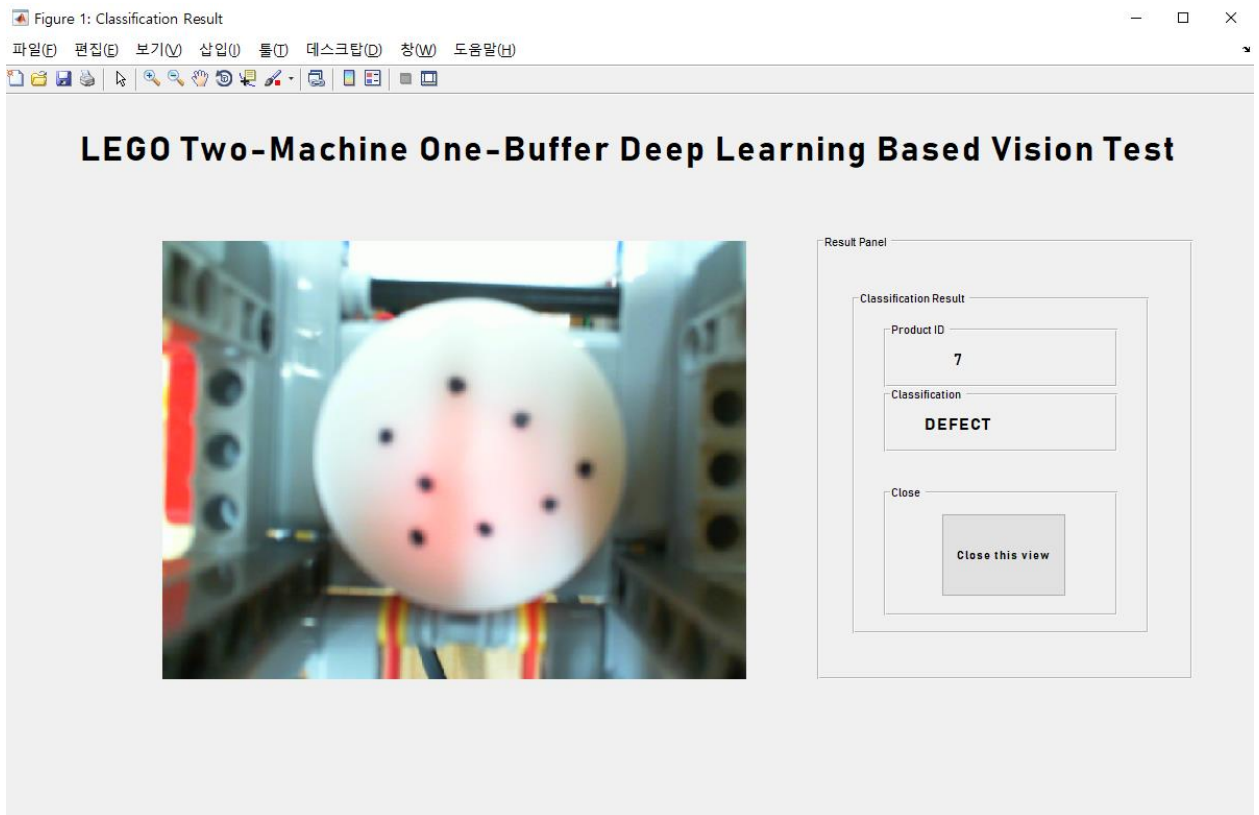 Figure 1: Classification Result
파일(F) 편집(E) 보기(V) 삽입(I) 툴(T) 데스크탑(D) 창(W) 도움말(H)
LEGO Two-Machine One-Buffer Deep Learning Based Vision Test
Result Panel
Classification Result
Product ID
7
Classification
DEFECT
Close
Close this view